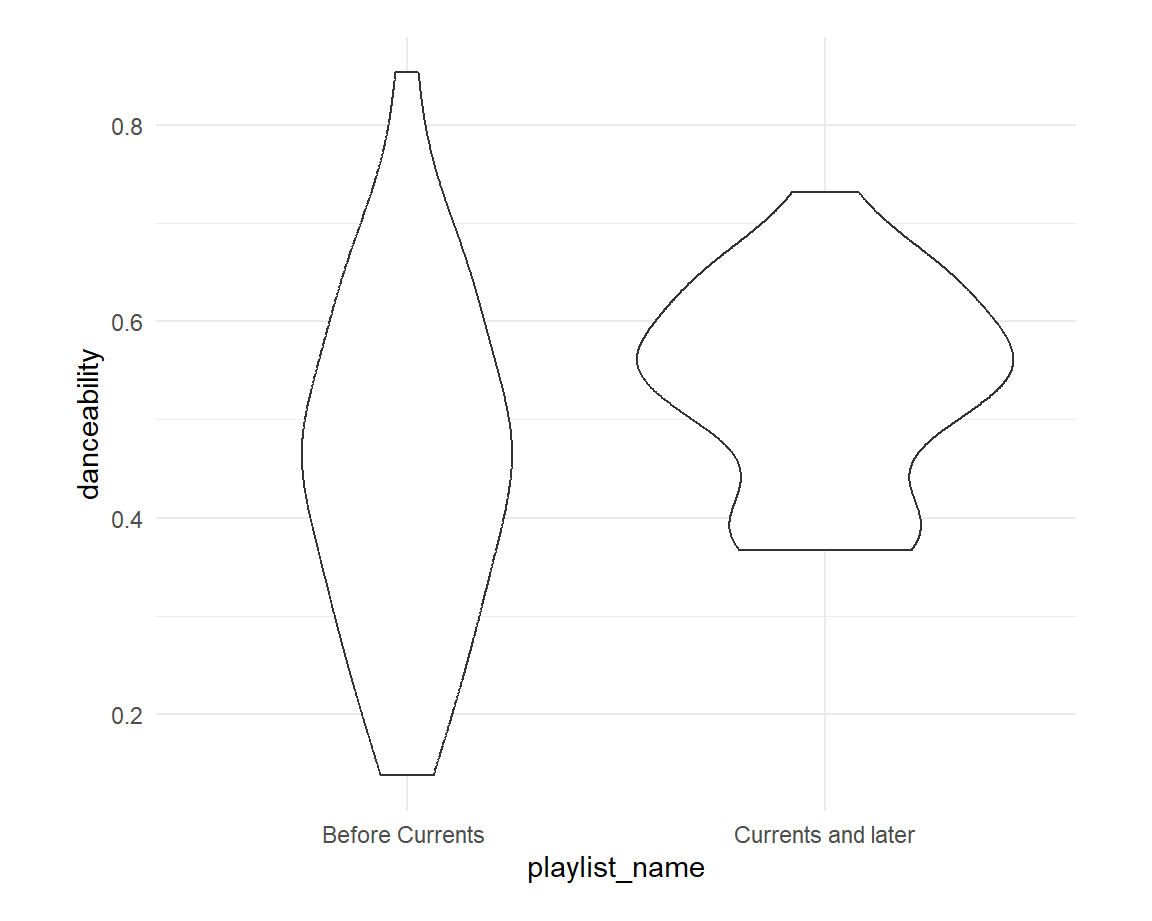 danceability
0.8
0.6
0.4
0.2
Before Currents
Currents and later
playlist_name